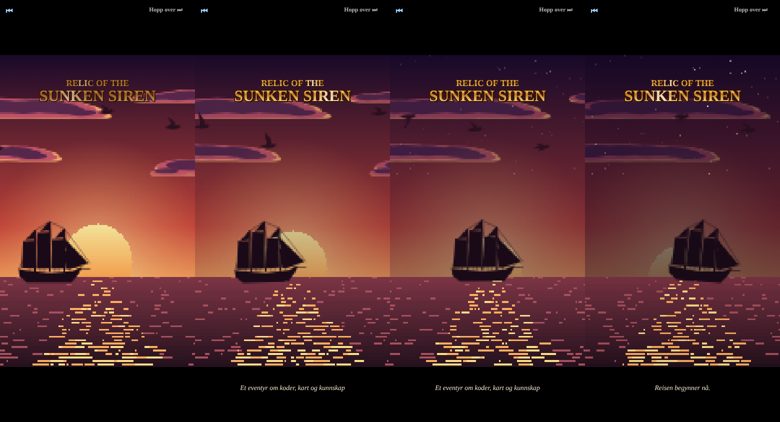 Hopp over
Hopp over
Hopp over
Hopp over
RELIC OF THE
SUNKEN SIREN
RELIC OF THE
SUNKEN SIREN
RELIC OF THE
SUNKEN SIREN
RELIC OF THE
SUNKEN SIREN
Et eventyr om koder, kart og kunnskap
Et eventyr om koder, kart og kunnskap
Reisen begynner nå.